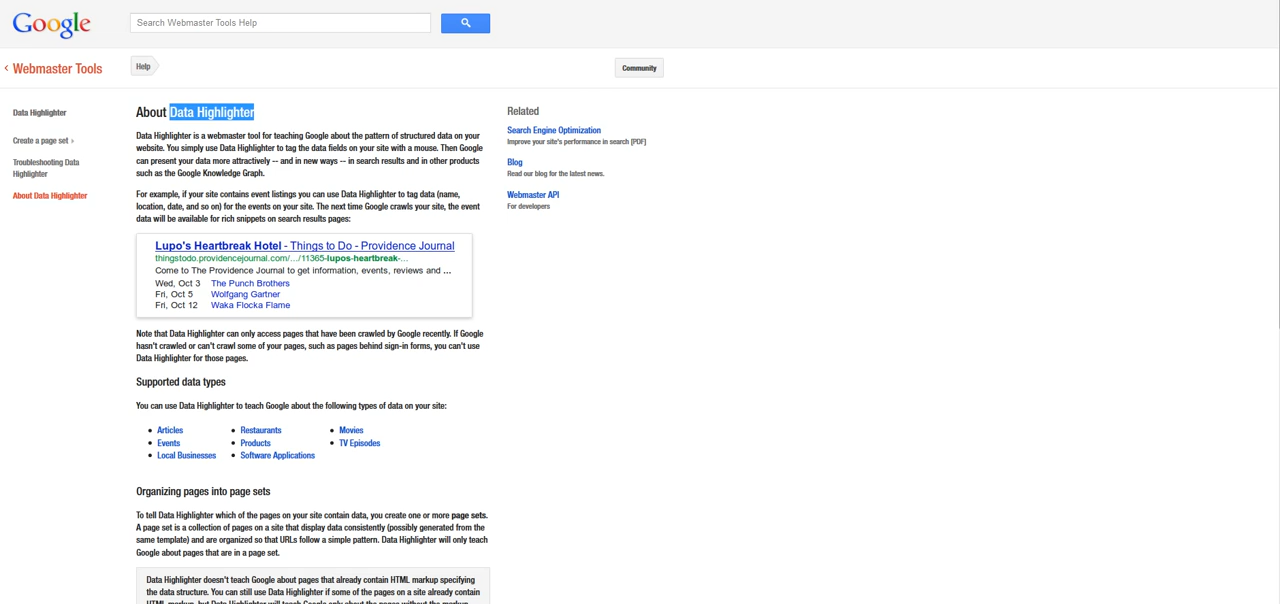 Google
Search Webmaster Tools Help
‹ Webmaster Tools
Help
Community
Data Highlighter
Create a page set ›
Troubleshooting Data
Highlighter
About Data Highlighter
About Data Highlighter
Data Highlighter is a webmaster tool for teaching Google about the pattern of structured data on your
website. You simply use Data Highlighter to tag the data fields on your site with a mouse. Then Google
can present your data more attractively -- and in new ways -- in search results and in other products
such as the Google Knowledge Graph.
For example, if your site contains event listings you can use Data Highlighter to tag data (name,
location, date, and so on) for the events on your site. The next time Google crawls your site, the event
data will be available for rich snippets on search results pages:
Lupo's Heartbreak Hotel - Things to Do - Providence Journal
thingstodo.providencejournal.com/.../11365-lupos-heartbreak-...
Come to The Providence Journal to get information, events, reviews and ...
Wed, Oct 3 The Punch Brothers
Fri, Oct 5 Wolfgang Gartner
Fri, Oct 12 Waka Flocka Flame
Note that Data Highlighter can only access pages that have been crawled by Google recently. If Google
hasn't crawled or can't crawl some of your pages, such as pages behind sign-in forms, you can't use
Data Highlighter for those pages.
Supported data types
You can use Data Highlighter to teach Google about the following types of data on your site:
• Articles • Restaurants • Movies
• Events • Products • TV Episodes
• Local Businesses • Software Applications
Organizing pages into page sets
To tell Data Highlighter which of the pages on your site contain data, you create one or more page sets.
A page set is a collection of pages on a site that display data consistently (possibly generated from the
same template) and are organized so that URLs follow a simple pattern. Data Highlighter will only teach
Google about pages that are in a page set.
Data Highlighter doesn't teach Google about pages that already contain HTML markup specifying
the data structure. You can still use Data Highlighter if some of the pages on a site already contain
HTML markup, but Data Highlighter will teach Google only about the pages without the markup.
Related
Search Engine Optimization
Improve your site's performance in search [PDF]
Blog
Read our blog for the latest news.
Webmaster API
For developers